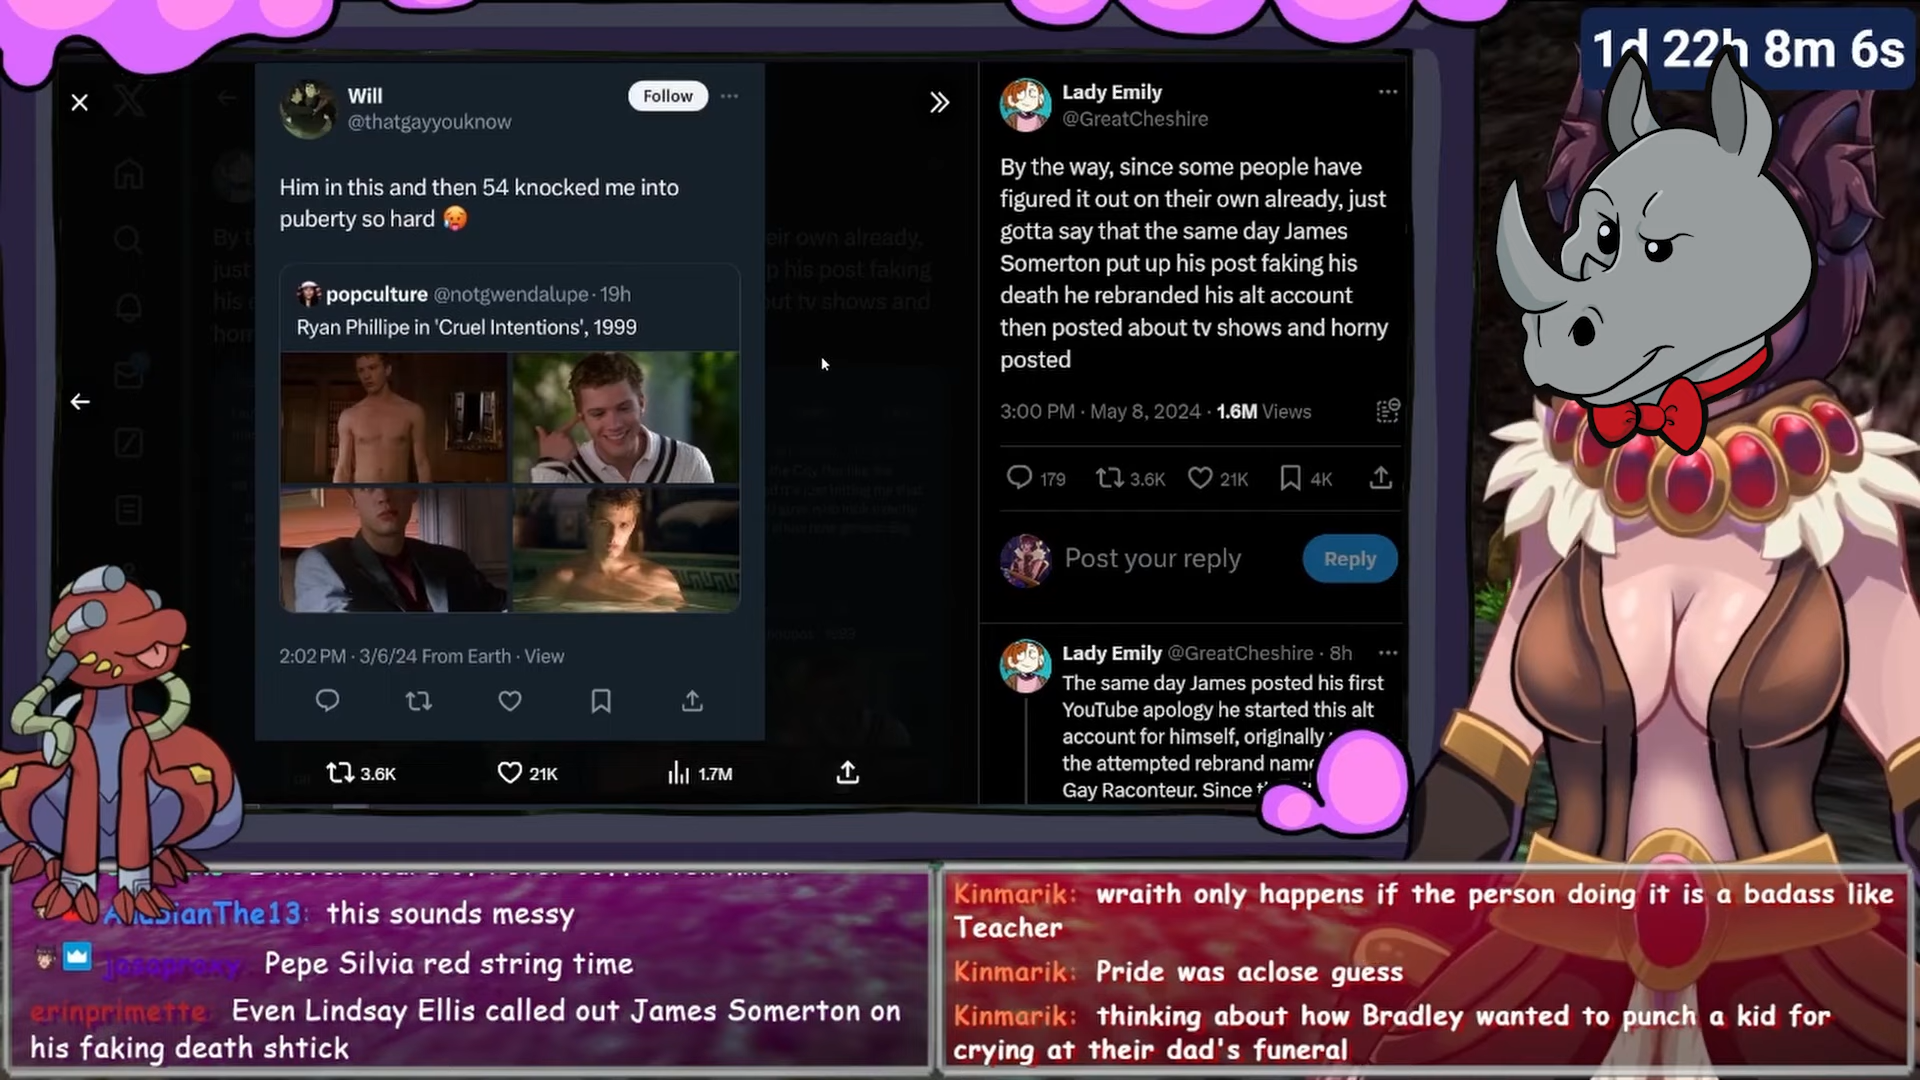 1d 22h 8m 6s
Will
@thatgayyouknow
Follow
Him in this and then 54 knocked me into
puberty so hard 🥵
popculture @notgwendalupe · 19h
Ryan Phillipe in 'Cruel Intentions', 1999
2:02 PM · 3/6/24 From Earth · View
3.6K
21K
1.7M
Lady Emily
@GreatCheshire
By the way, since some people have
figured it out on their own already, just
gotta say that the same day James
Somerton put up his post faking his
death he rebranded his alt account
then posted about tv shows and horny
posted
3:00 PM · May 8, 2024 · 1.6M Views
179
3.6K
21K
4K
Post your reply
Reply
Lady Emily @GreatCheshire · 8h
The same day James posted his first
YouTube apology he started this alt
account for himself, originally
the attempted rebrand name
Gay Raconteur. Since
this sounds messy
Pepe Silvia red string time
erinprimette: Even Lindsay Ellis called out James Somerton on
his faking death shtick
Kinmarik: wraith only happens if the person doing it is a badass like
Teacher
Kinmarik: Pride was aclose guess
Kinmarik: thinking about how Bradley wanted to punch a kid for
crying at their dad's funeral